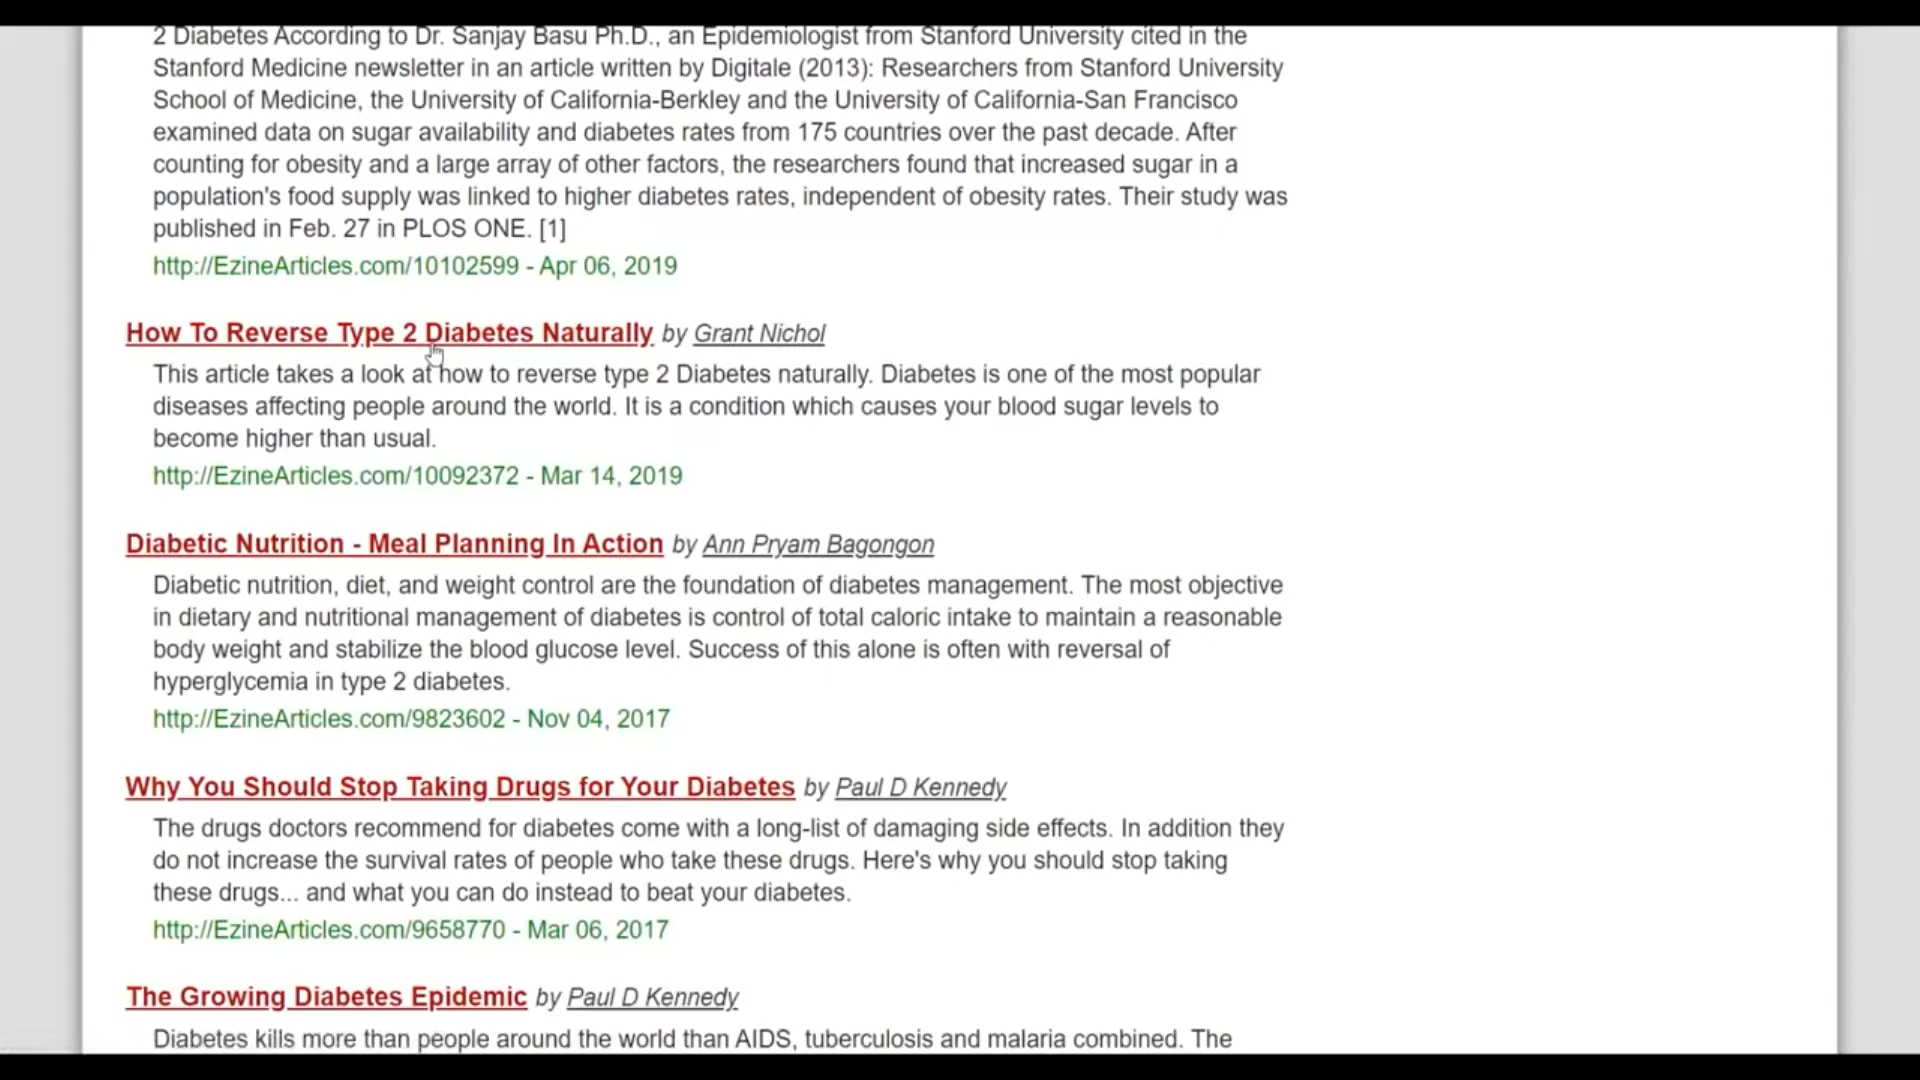 2 Diabetes According to Dr. Sanjay Basu Ph.D., an Epidemiologist from Stanford University cited in the
Stanford Medicine newsletter in an article written by Digitale (2013): Researchers from Stanford University
School of Medicine, the University of California-Berkley and the University of California-San Francisco
examined data on sugar availability and diabetes rates from 175 countries over the past decade. After
counting for obesity and a large array of other factors, the researchers found that increased sugar in a
population's food supply was linked to higher diabetes rates, independent of obesity rates. Their study was
published in Feb. 27 in PLOS ONE. [1]
http://EzineArticles.com/10102599 - Apr 06, 2019
How To Reverse Type 2 Diabetes Naturally by Grant Nichol
This article takes a look at how to reverse type 2 Diabetes naturally. Diabetes is one of the most popular
diseases affecting people around the world. It is a condition which causes your blood sugar levels to
become higher than usual.
http://EzineArticles.com/10092372 - Mar 14, 2019
Diabetic Nutrition - Meal Planning In Action by Ann Pryam Bagongon
Diabetic nutrition, diet, and weight control are the foundation of diabetes management. The most objective
in dietary and nutritional management of diabetes is control of total caloric intake to maintain a reasonable
body weight and stabilize the blood glucose level. Success of this alone is often with reversal of
hyperglycemia in type 2 diabetes.
http://EzineArticles.com/9823602 - Nov 04, 2017
Why You Should Stop Taking Drugs for Your Diabetes by Paul D Kennedy
The drugs doctors recommend for diabetes come with a long-list of damaging side effects. In addition they
do not increase the survival rates of people who take these drugs. Here's why you should stop taking
these drugs... and what you can do instead to beat your diabetes.
http://EzineArticles.com/9658770 - Mar 06, 2017
The Growing Diabetes Epidemic by Paul D Kennedy
Diabetes kills more than people around the world than AIDS, tuberculosis and malaria combined. The